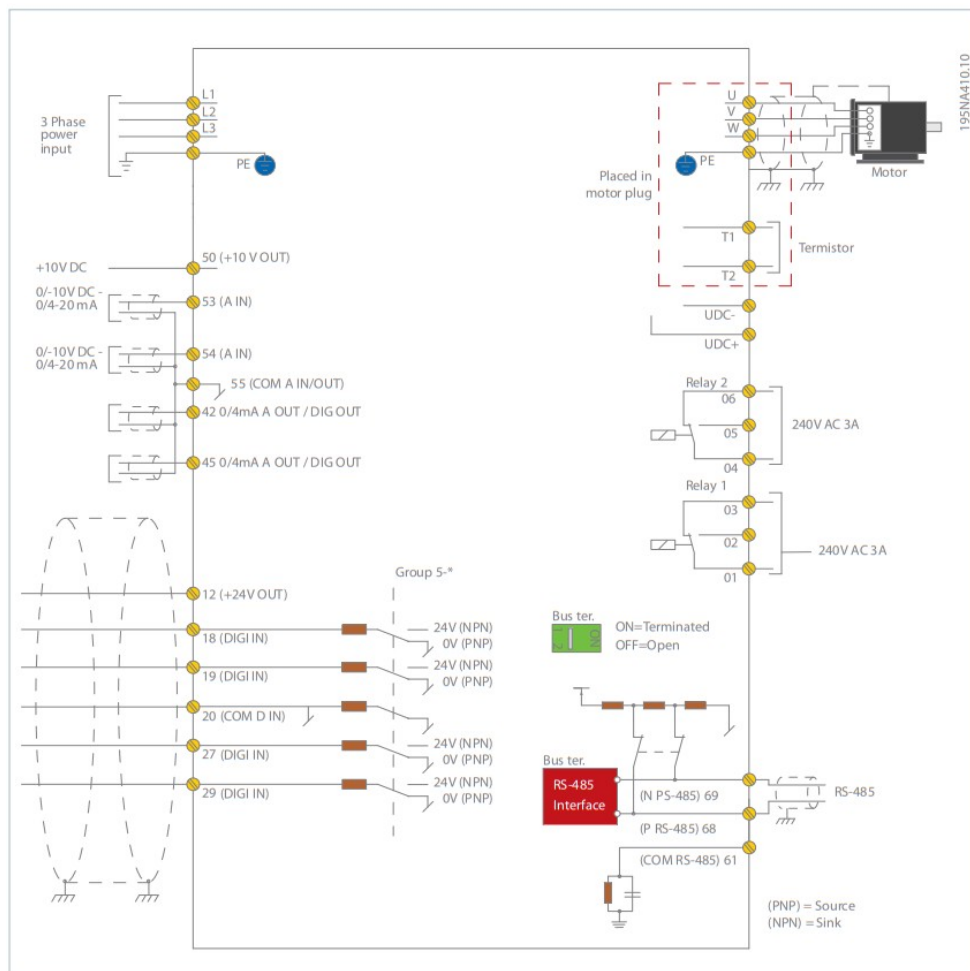 195NA410.10
L1
L2
L3
3 Phase
power
input
PE
U
V
W
PE
Motor
Placed in
motor plug
T1
Termistor
T2
+10V DC
50 (+10 V OUT)
0/-10V DC -
0/4-20 mA
53 (A IN)
0/-10V DC -
0/4-20 mA
54 (A IN)
55 (COM A IN/OUT)
42 0/4mA A OUT / DIG OUT
45 0/4mA A OUT / DIG OUT
UDC-
UDC+
Relay 2
06
05
04
240V AC 3A
Relay 1
03
02
01
240V AC 3A
Group 5-*
12 (+24V OUT)
18 (DIGI IN)
24V (NPN)
0V (PNP)
19 (DIGI IN)
24V (NPN)
0V (PNP)
20 (COM D IN)
27 (DIGI IN)
24V (NPN)
0V (PNP)
29 (DIGI IN)
24V (NPN)
0V (PNP)
Bus ter.
1 2
ON
ON=Terminated
OFF=Open
Bus ter.
RS-485
Interface
(N PS-485) 69
RS-485
(P RS-485) 68
(COM RS-485) 61
(PNP) = Source
(NPN) = Sink